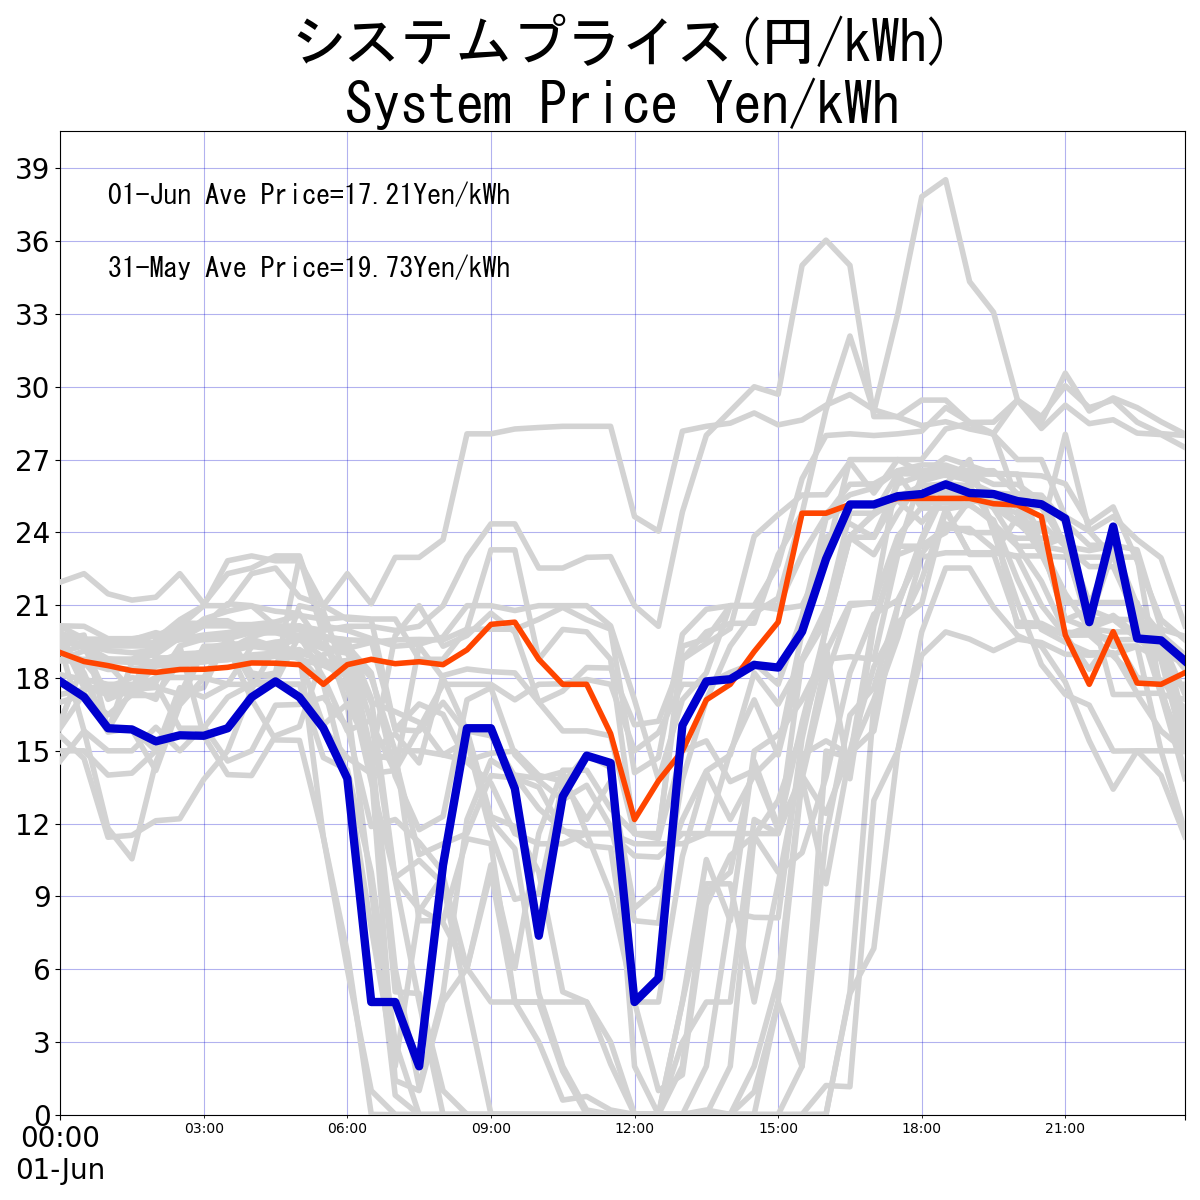 システムプライス(円/kWh)
System Price Yen/kWh
39
01-Jun Ave Price=17.21Yen/kWh
36
31-May Ave Price=19.73Yen/kWh
33
30
27
24
21
18
15
12
9
6
3
0
00:00 03:00 06:00 09:00 12:00 15:00 18:00 21:00
01-Jun